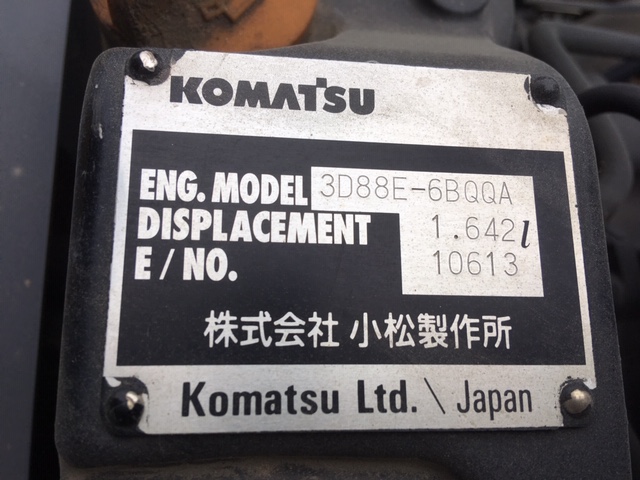 KOMATSU
ENG. MODEL 3D88E-6BQQA
DISPLACEMENT 1.642 l
E / NO. 10613
株式会社 小松製作所
Komatsu Ltd. \ Japan